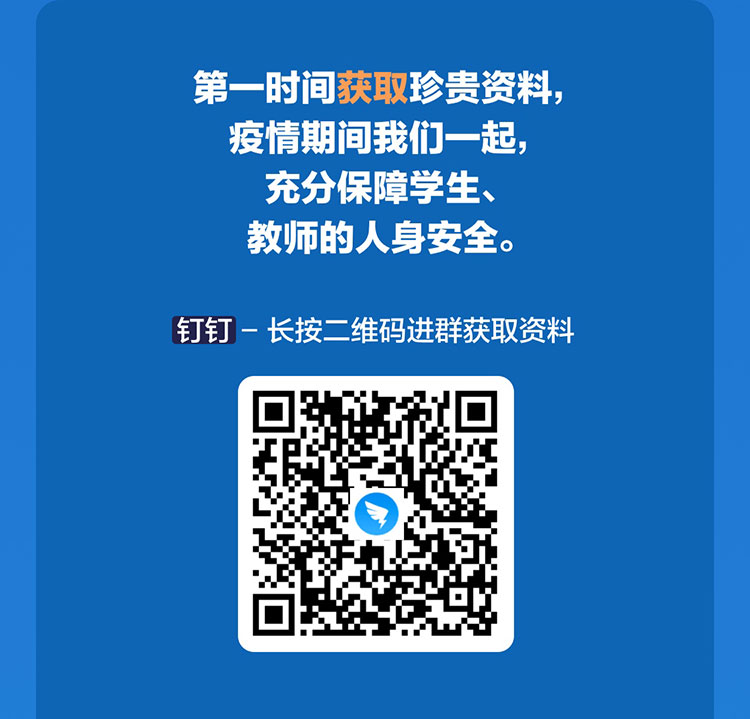 第一时间获取珍贵资料，
疫情期间我们一起，
充分保障学生、
教师的人身安全。
钉钉 – 长按二维码进群获取资料